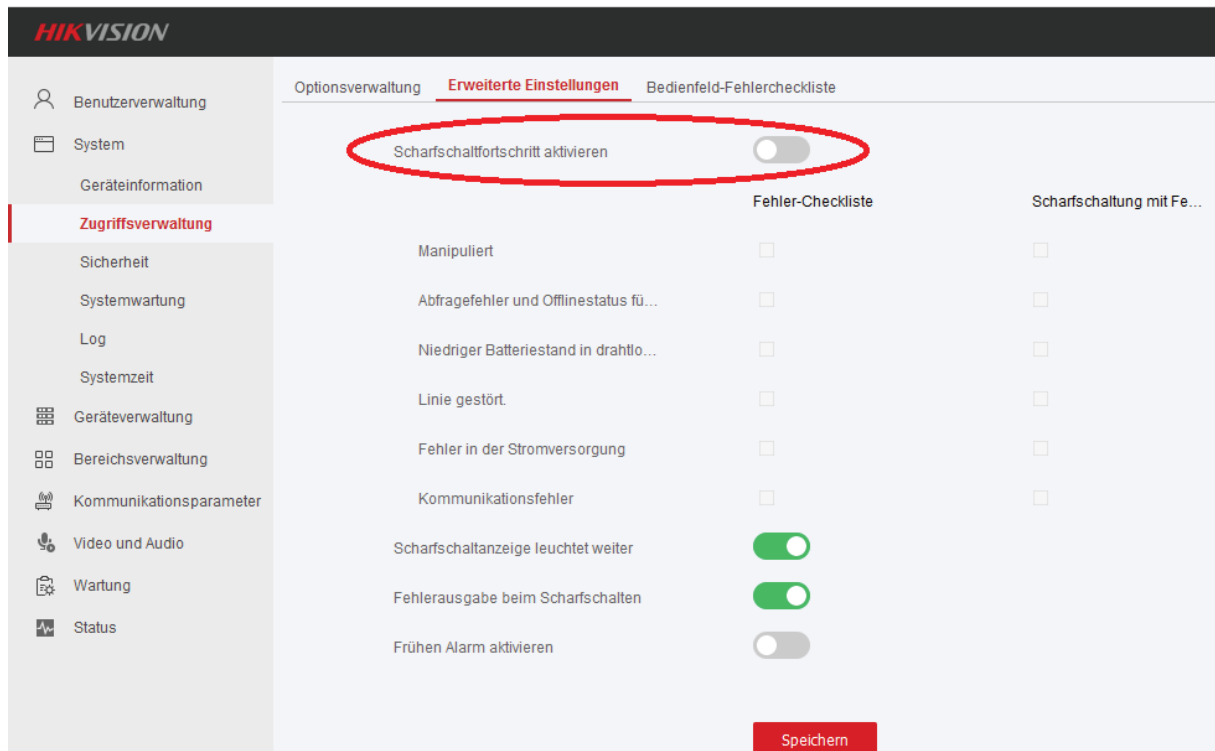 HIKVISION
Benutzerverwaltung
System
Geräteinformation
Zugriffsverwaltung
Sicherheit
Systemwartung
Log
Systemzeit
Geräteverwaltung
Bereichsverwaltung
Kommunikationsparameter
Video und Audio
Wartung
Status
Optionsverwaltung Erweiterte Einstellungen Bedienfeld-Fehlercheckliste
Scharfschaltfortschritt aktivieren
Fehler-Checkliste Scharfschaltung mit Fe...
Manipuliert
Abfragefehler und Offlinestatus fü...
Niedriger Batteriestand in drahtlo...
Linie gestört.
Fehler in der Stromversorgung
Kommunikationsfehler
Scharfschaltanzeige leuchtet weiter
Fehlerausgabe beim Scharfschalten
Frühen Alarm aktivieren
Speichern